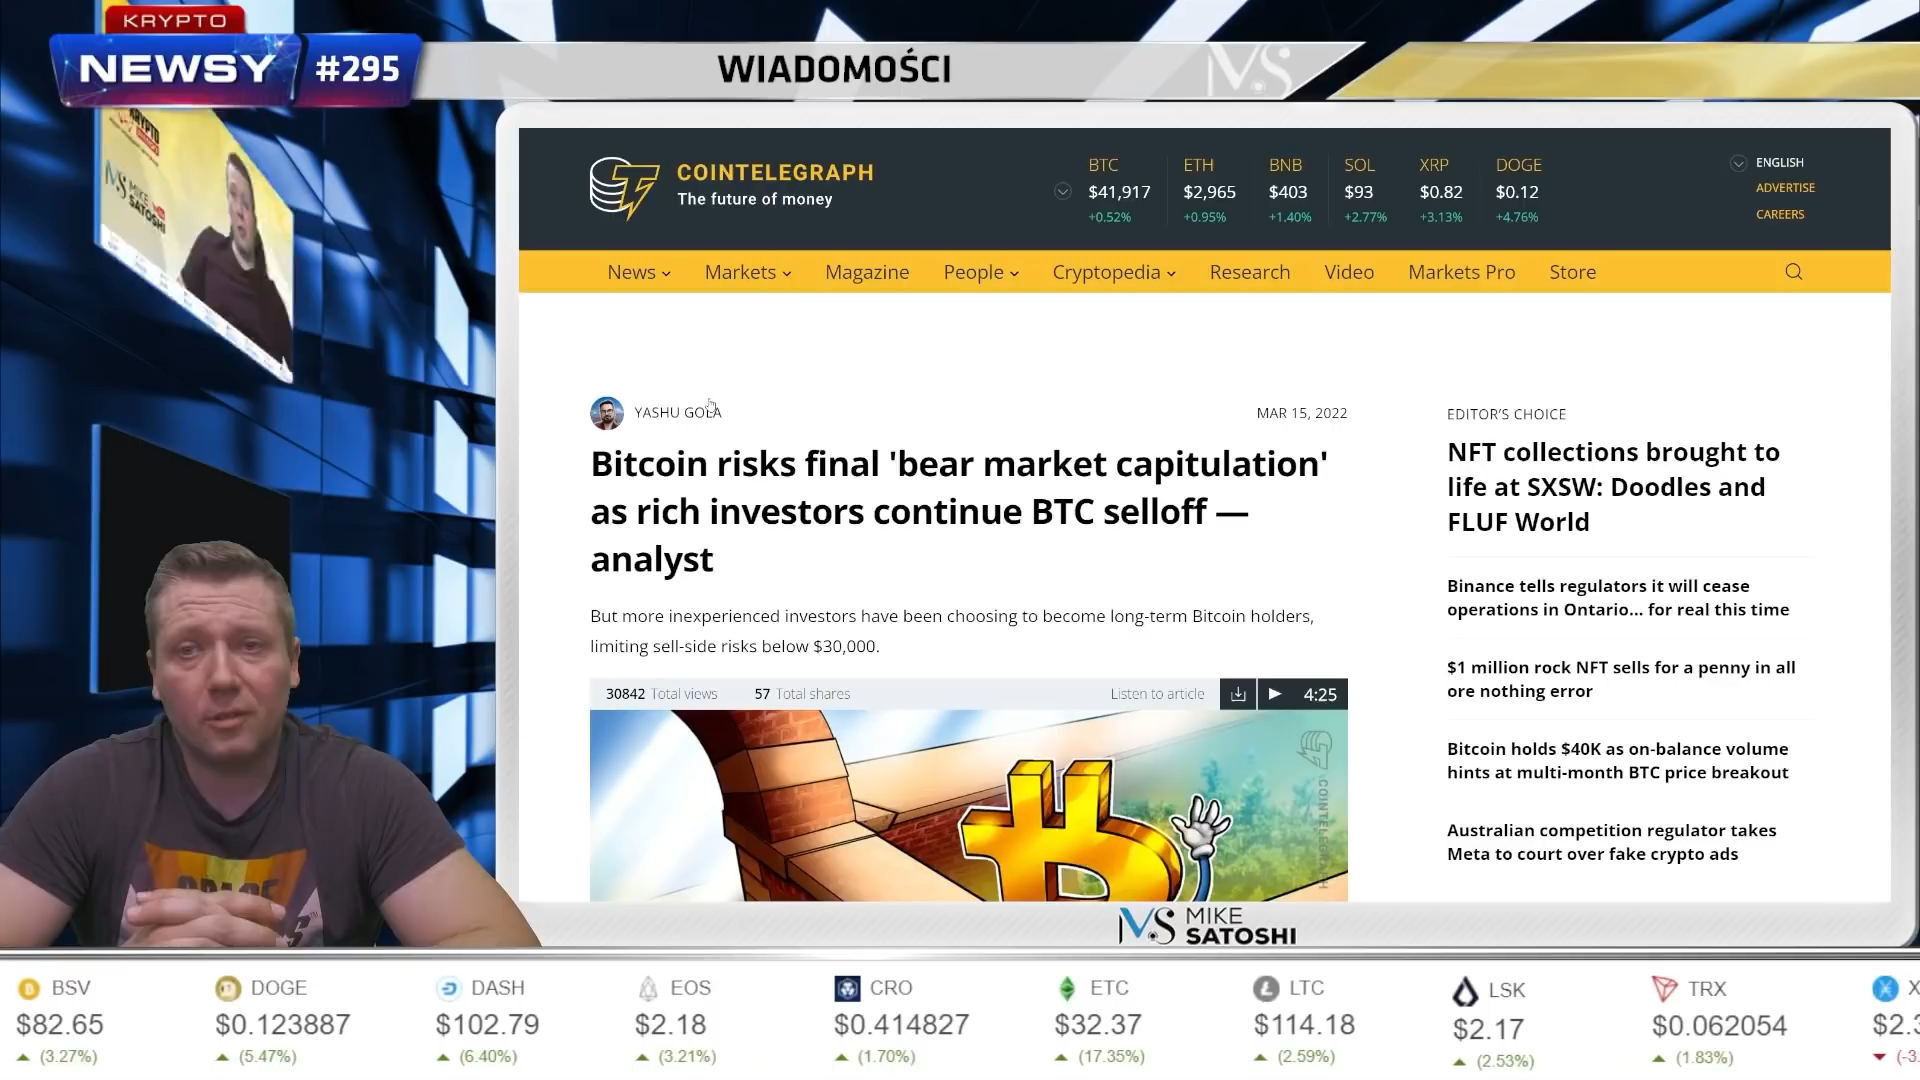 KRYPTO
NEWSY #295
WIADOMOŚCI
MS
KRYPTO
MS MIKE
SATOSHI
COINTELEGRAPH
The future of money
BTC ETH BNB SOL XRP DOGE
$41,917 $2,965 $403 $93 $0.82 $0.12
+0.52% +0.95% +1.40% +2.77% +3.13% +4.76%
ENGLISH
ADVERTISE
CAREERS
News Markets Magazine People Cryptopedia Research Video Markets Pro Store
YASHU GOLA
MAR 15, 2022
Bitcoin risks final 'bear market capitulation'
as rich investors continue BTC selloff —
analyst
But more inexperienced investors have been choosing to become long-term Bitcoin holders,
limiting sell-side risks below $30,000.
30842 Total views 57 Total shares Listen to article 4:25
COINTELEGRAPH
EDITOR'S CHOICE
NFT collections brought to
life at SXSW: Doodles and
FLUF World
Binance tells regulators it will cease
operations in Ontario... for real this time
$1 million rock NFT sells for a penny in all
ore nothing error
Bitcoin holds $40K as on-balance volume
hints at multi-month BTC price breakout
Australian competition regulator takes
Meta to court over fake crypto ads
SPACE
MS MIKE
SATOSHI
BSV DOGE DASH EOS CRO ETC LTC LSK TRX X
$82.65 $0.123887 $102.79 $2.18 $0.414827 $32.37 $114.18 $2.17 $0.062054 $2.3
(3.27%) (5.47%) (6.40%) (3.21%) (1.70%) (17.35%) (2.59%) (2.53%) (1.83%) (-3.